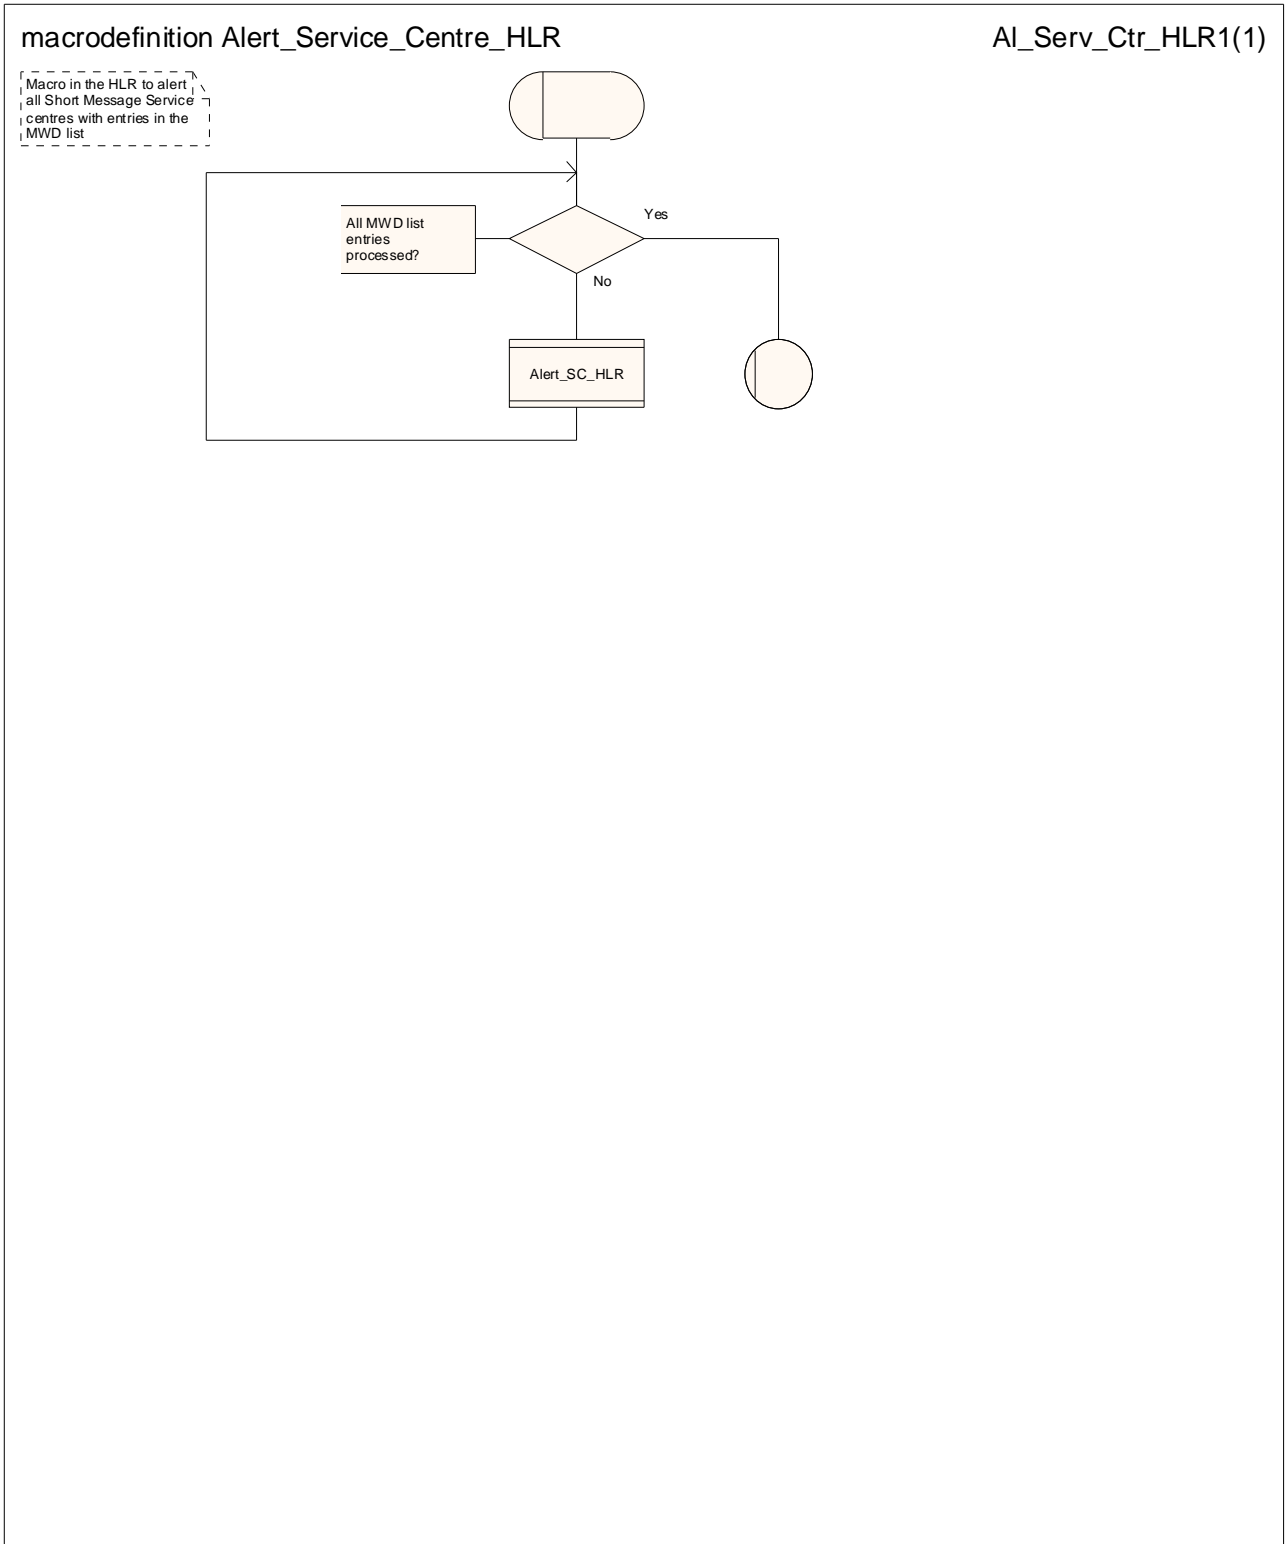 macrodefinition Alert_Service_Centre_HLR
Al_Serv_Ctr_HLR1(1)
Macro in the HLR to alert
all Short Message Service
centres with entries in the
MWD list
All MWD list
entries
processed?
Yes
No
Alert_SC_HLR